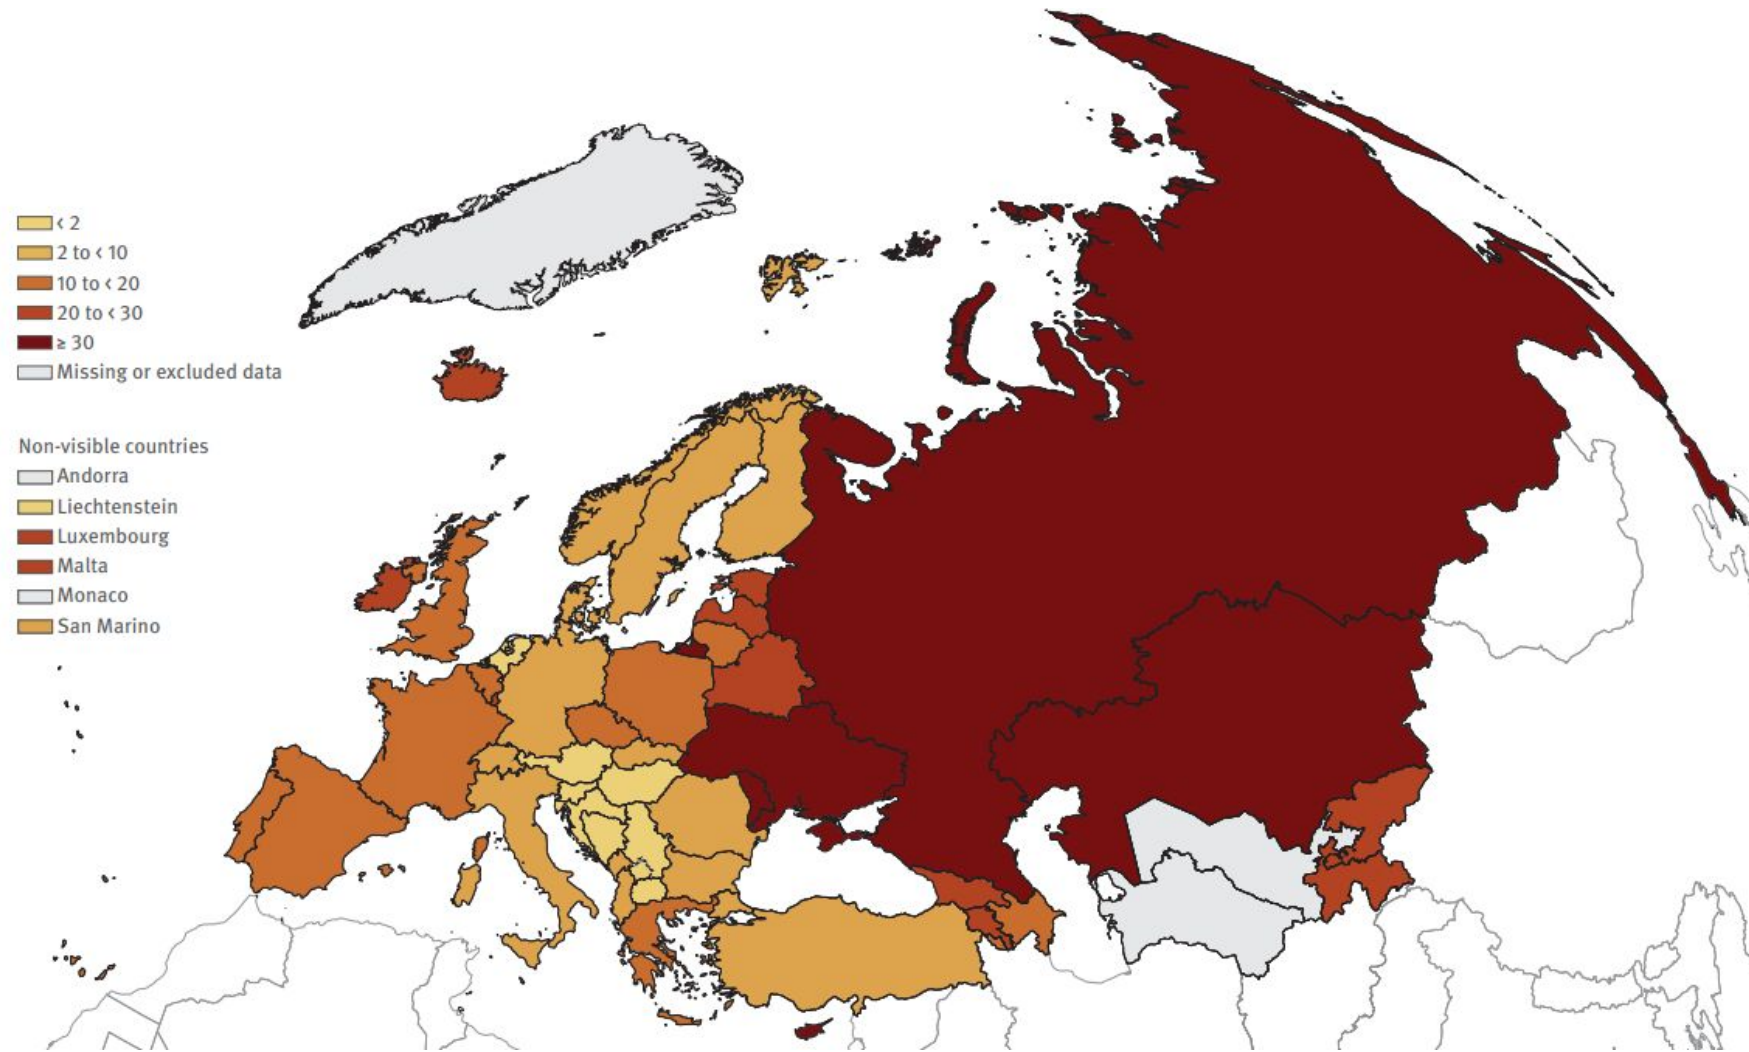 < 2
2 to < 10
10 to < 20
20 to < 30
≥ 30
Missing or excluded data
Non-visible countries
Andorra
Liechtenstein
Luxembourg
Malta
Monaco
San Marino